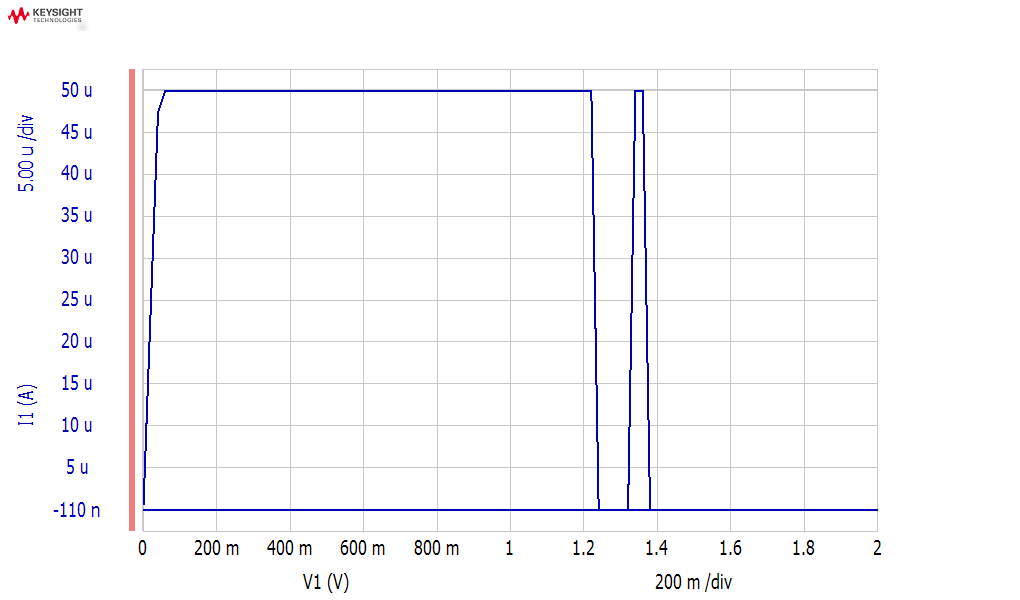 KEYSIGHT
TECHNOLOGIES
5.00 u /div
I1 (A)
50 u
45 u
40 u
35 u
30 u
25 u
20 u
15 u
10 u
5 u
-110 n
0 200 m 400 m 600 m 800 m 1 1.2 1.4 1.6 1.8 2
V1 (V) 200 m /div